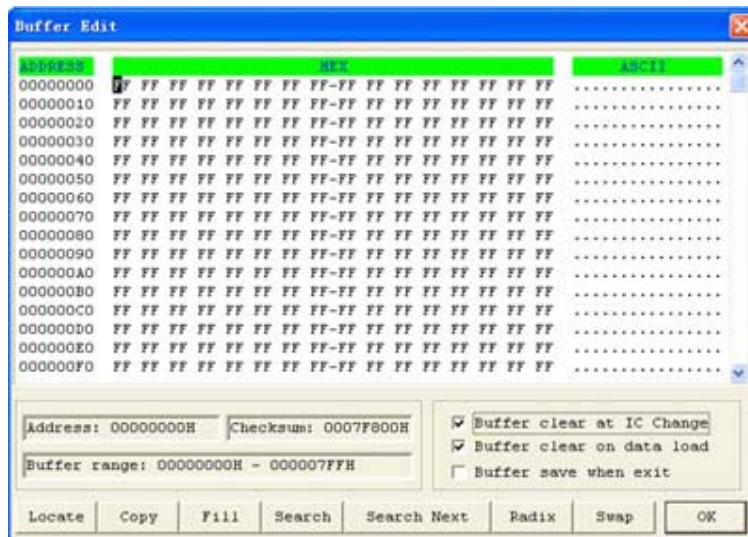 Buffer Edit
ADDRESS HEX ASCII
00000000 FF FF FF FF FF FF FF FF-FF FF FF FF FF FF FF FF ................
00000010 FF FF FF FF FF FF FF FF-FF FF FF FF FF FF FF FF ................
00000020 FF FF FF FF FF FF FF FF-FF FF FF FF FF FF FF FF ................
00000030 FF FF FF FF FF FF FF FF-FF FF FF FF FF FF FF FF ................
00000040 FF FF FF FF FF FF FF FF-FF FF FF FF FF FF FF FF ................
00000050 FF FF FF FF FF FF FF FF-FF FF FF FF FF FF FF FF ................
00000060 FF FF FF FF FF FF FF FF-FF FF FF FF FF FF FF FF ................
00000070 FF FF FF FF FF FF FF FF-FF FF FF FF FF FF FF FF ................
00000080 FF FF FF FF FF FF FF FF-FF FF FF FF FF FF FF FF ................
00000090 FF FF FF FF FF FF FF FF-FF FF FF FF FF FF FF FF ................
000000A0 FF FF FF FF FF FF FF FF-FF FF FF FF FF FF FF FF ................
000000B0 FF FF FF FF FF FF FF FF-FF FF FF FF FF FF FF FF ................
000000C0 FF FF FF FF FF FF FF FF-FF FF FF FF FF FF FF FF ................
000000D0 FF FF FF FF FF FF FF FF-FF FF FF FF FF FF FF FF ................
000000E0 FF FF FF FF FF FF FF FF-FF FF FF FF FF FF FF FF ................
000000F0 FF FF FF FF FF FF FF FF-FF FF FF FF FF FF FF FF ................
Address: 00000000H Checksum: 0007F800H
Buffer range: 00000000H - 000007FFH
Buffer clear at IC Change
Buffer clear on data load
Buffer save when exit
Locate Copy Fill Search Search Next Radix Swap OK